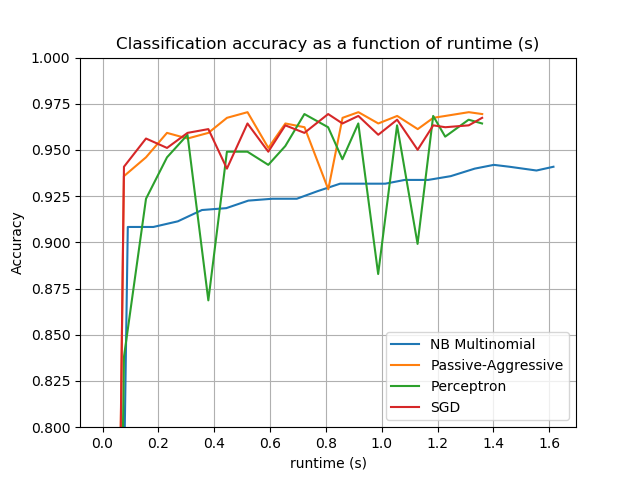 Classification accuracy as a function of runtime (s)
1.000
0.975
0.950
0.925
0.900
0.875
0.850
0.825
0.800
Accuracy
NB Multinomial
Passive-Aggressive
Perceptron
SGD
0.0 0.2 0.4 0.6 0.8 1.0 1.2 1.4 1.6
runtime (s)